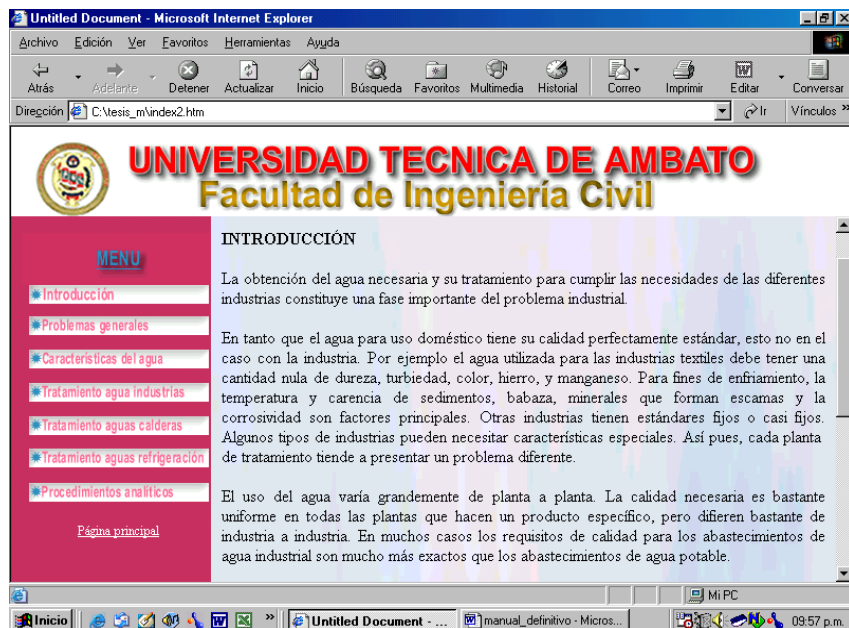 Untitled Document - Microsoft Internet Explorer
Archivo Edición Ver Favoritos Herramientas Ayuda
Atrás Adelante Detener Actualizar Inicio Búsqueda Favoritos Multimedia Historial Correo Imprimir Editar Conversar
Dirección C:\tesis_m\index2.htm Ir Vínculos »
UNIVERSIDAD TECNICA DE AMBATO
Facultad de Ingeniería Civil
MENU
Introducción
Problemas generales
Características del agua
Tratamiento agua industrias
Tratamiento aguas calderas
Tratamiento aguas refrigeración
Procedimientos analíticos
Página principal
INTRODUCCIÓN
La obtención del agua necesaria y su tratamiento para cumplir las necesidades de las diferentes
industrias constituye una fase importante del problema industrial.
En tanto que el agua para uso doméstico tiene su calidad perfectamente estándar, esto no en el
caso con la industria. Por ejemplo el agua utilizada para las industrias textiles debe tener una
cantidad nula de dureza, turbiedad, color, hierro, y manganeso. Para fines de enfriamiento, la
temperatura y carencia de sedimentos, babaza, minerales que forman escamas y la
corrosividad son factores principales. Otras industrias tienen estándares fijos o casi fijos.
Algunos tipos de industrias pueden necesitar características especiales. Así pues, cada planta
de tratamiento tiende a presentar un problema diferente.
El uso del agua varía grandemente de planta a planta. La calidad necesaria es bastante
uniforme en todas las plantas que hacen un producto específico, pero difieren bastante de
industria a industria. En muchos casos los requisitos de calidad para los abastecimientos de
agua industrial son mucho más exactos que los abastecimientos de agua potable.
Mi PC
Inicio » Untitled Document - ... manual_definitivo - Micros... 09:57 p.m.